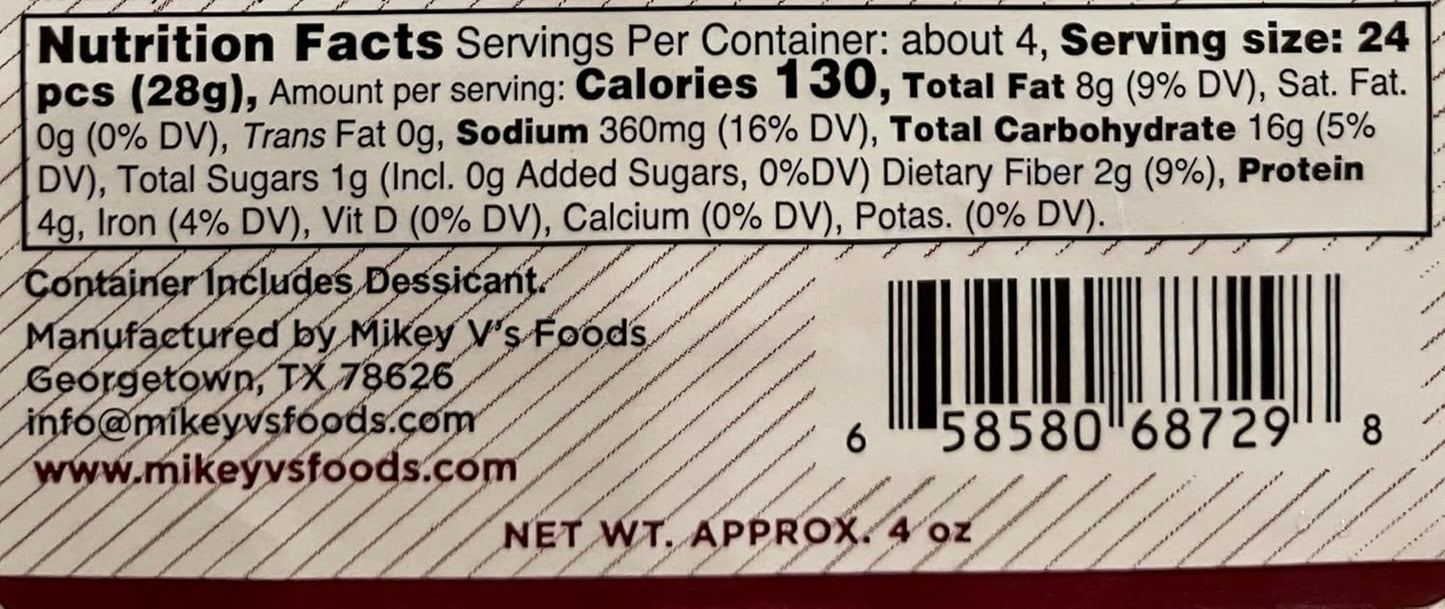 Nutrition Facts Servings Per Container: about 4, Serving size: 24
pcs (28g), Amount per serving: Calories 130, Total Fat 8g (9% DV), Sat. Fat.
0g (0% DV), Trans Fat 0g, Sodium 360mg (16% DV), Total Carbohydrate 16g (5%
DV), Total Sugars 1g (Incl. 0g Added Sugars, 0%DV) Dietary Fiber 2g (9%), Protein
4g, Iron (4% DV), Vit D (0% DV), Calcium (0% DV), Potas. (0% DV).
Container Includes Dessicant.
Manufactured by Mikey V's Foods
Georgetown, TX 78626
info@mikeyvsfoods.com
www.mikeyvsfoods.com
6 58580 68729 8
NET WT. APPROX. 4 oz